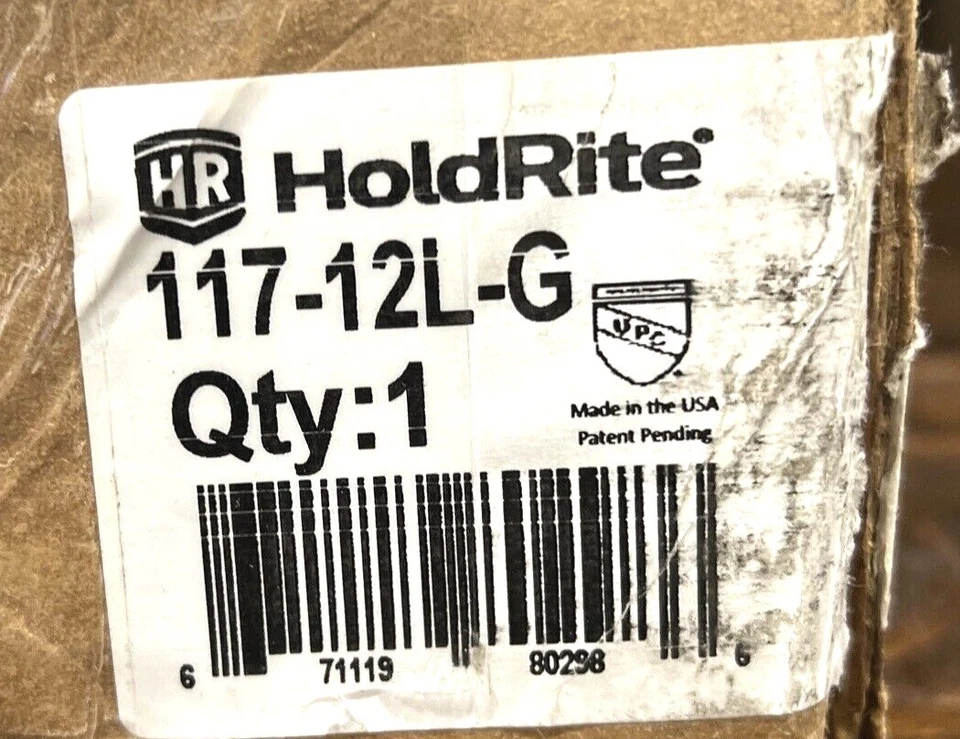 HR HoldRite®
117-12L-G
UPC
Qty:1
Made in the USA
Patent Pending
6 71119 80298 6